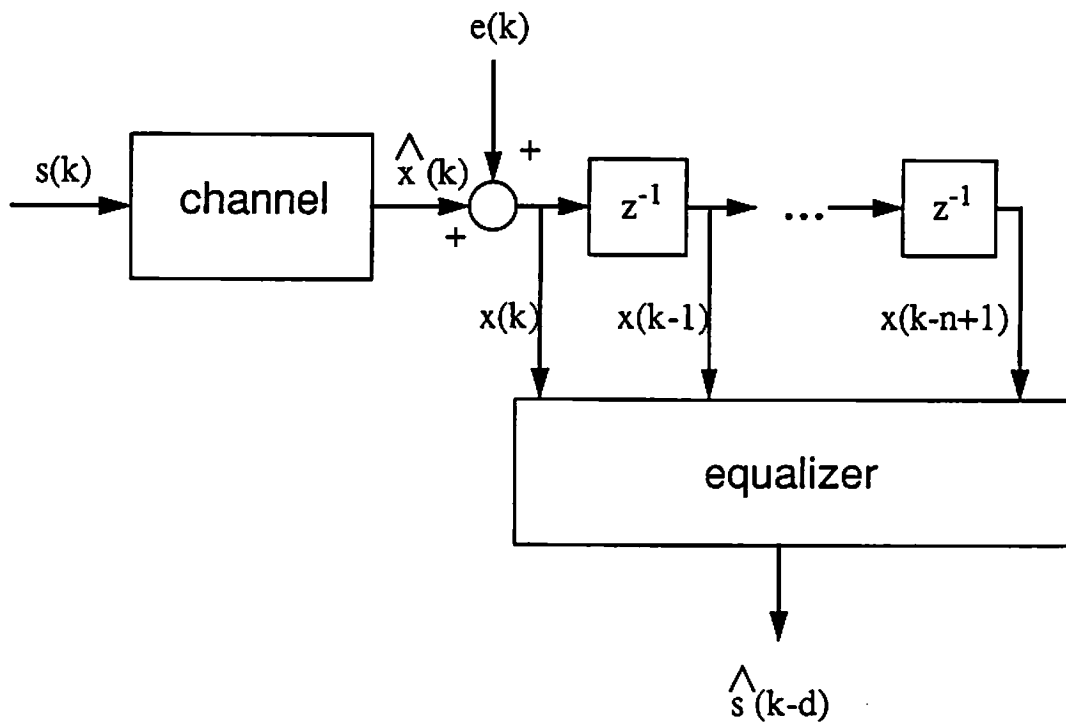 e(k)
s(k)
channel
x̂(k)
+
+
z⁻¹
...
z⁻¹
x(k)
x(k-1)
x(k-n+1)
equalizer
ŝ(k-d)